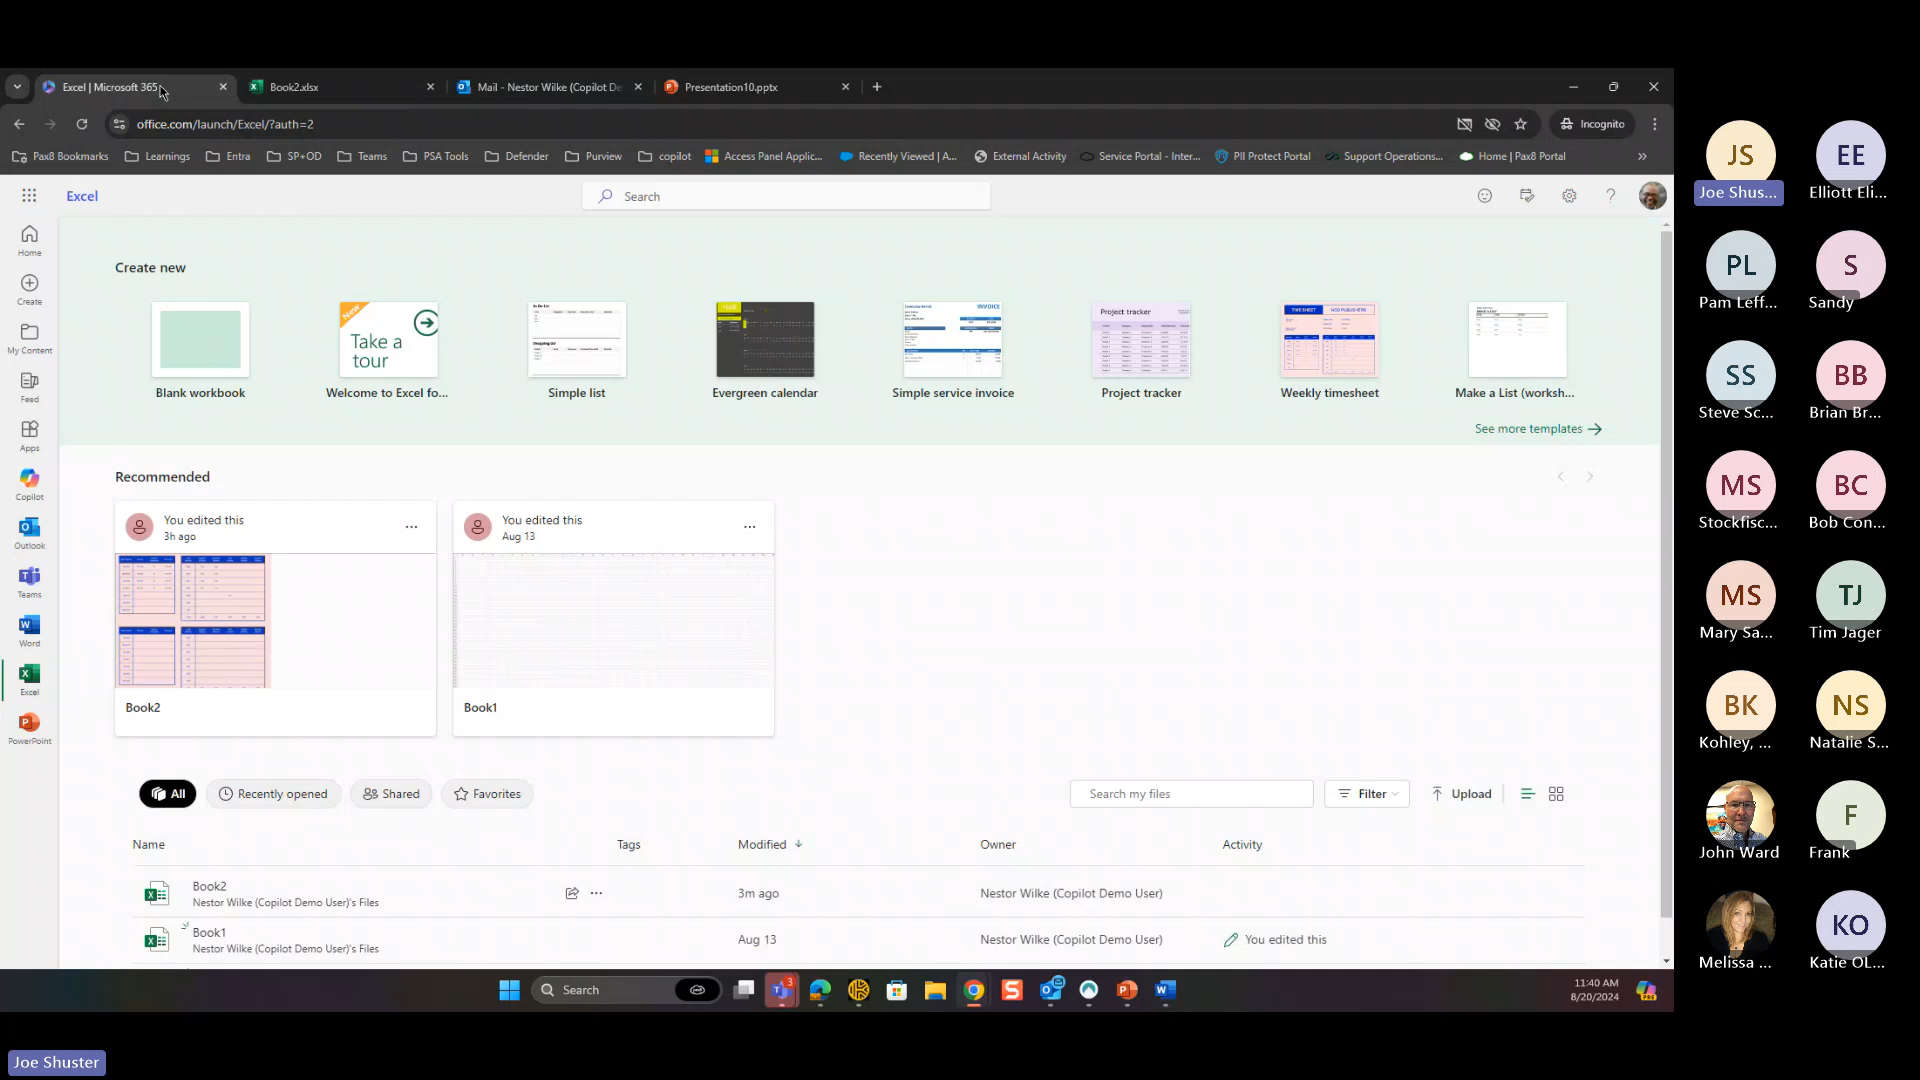 Excel | Microsoft 365
Book2.xlsx
Mail - Nestor Wilke (Copilot De
Presentation10.pptx
office.com/launch/Excel/?auth=2
Incognito
Pax8 Bookmarks
Learnings
Entra
SP+OD
Teams
PSA Tools
Defender
Purview
copilot
Access Panel Applic...
Recently Viewed | A...
External Activity
Service Portal - Inter...
PII Protect Portal
Support Operations...
Home | Pax8 Portal
Excel
Search
Home
Create
My Content
Feed
Apps
Copilot
Outlook
Teams
Word
Excel
PowerPoint
Create new
New
Take a
tour
INVOICE
Project tracker
TIME SHEET
Blank workbook
Welcome to Excel fo...
Simple list
Evergreen calendar
Simple service invoice
Project tracker
Weekly timesheet
Make a List (worksh...
See more templates
Recommended
You edited this
3h ago
Book2
You edited this
Aug 13
Book1
All
Recently opened
Shared
Favorites
Search my files
Filter
Upload
Name
Tags
Modified
Owner
Activity
Book2
Nestor Wilke (Copilot Demo User)'s Files
3m ago
Nestor Wilke (Copilot Demo User)
Book1
Nestor Wilke (Copilot Demo User)'s Files
Aug 13
Nestor Wilke (Copilot Demo User)
You edited this
Search
3
11:40 AM
8/20/2024
JS
Joe Shus...
EE
Elliott Eli...
PL
Pam Leff...
S
Sandy
SS
Steve Sc...
BB
Brian Br...
MS
Stockfisc...
BC
Bob Con...
MS
Mary Sa...
TJ
Tim Jager
BK
Kohley, ...
NS
Natalie S...
John Ward
F
Frank
Melissa ...
KO
Katie OL...
Joe Shuster